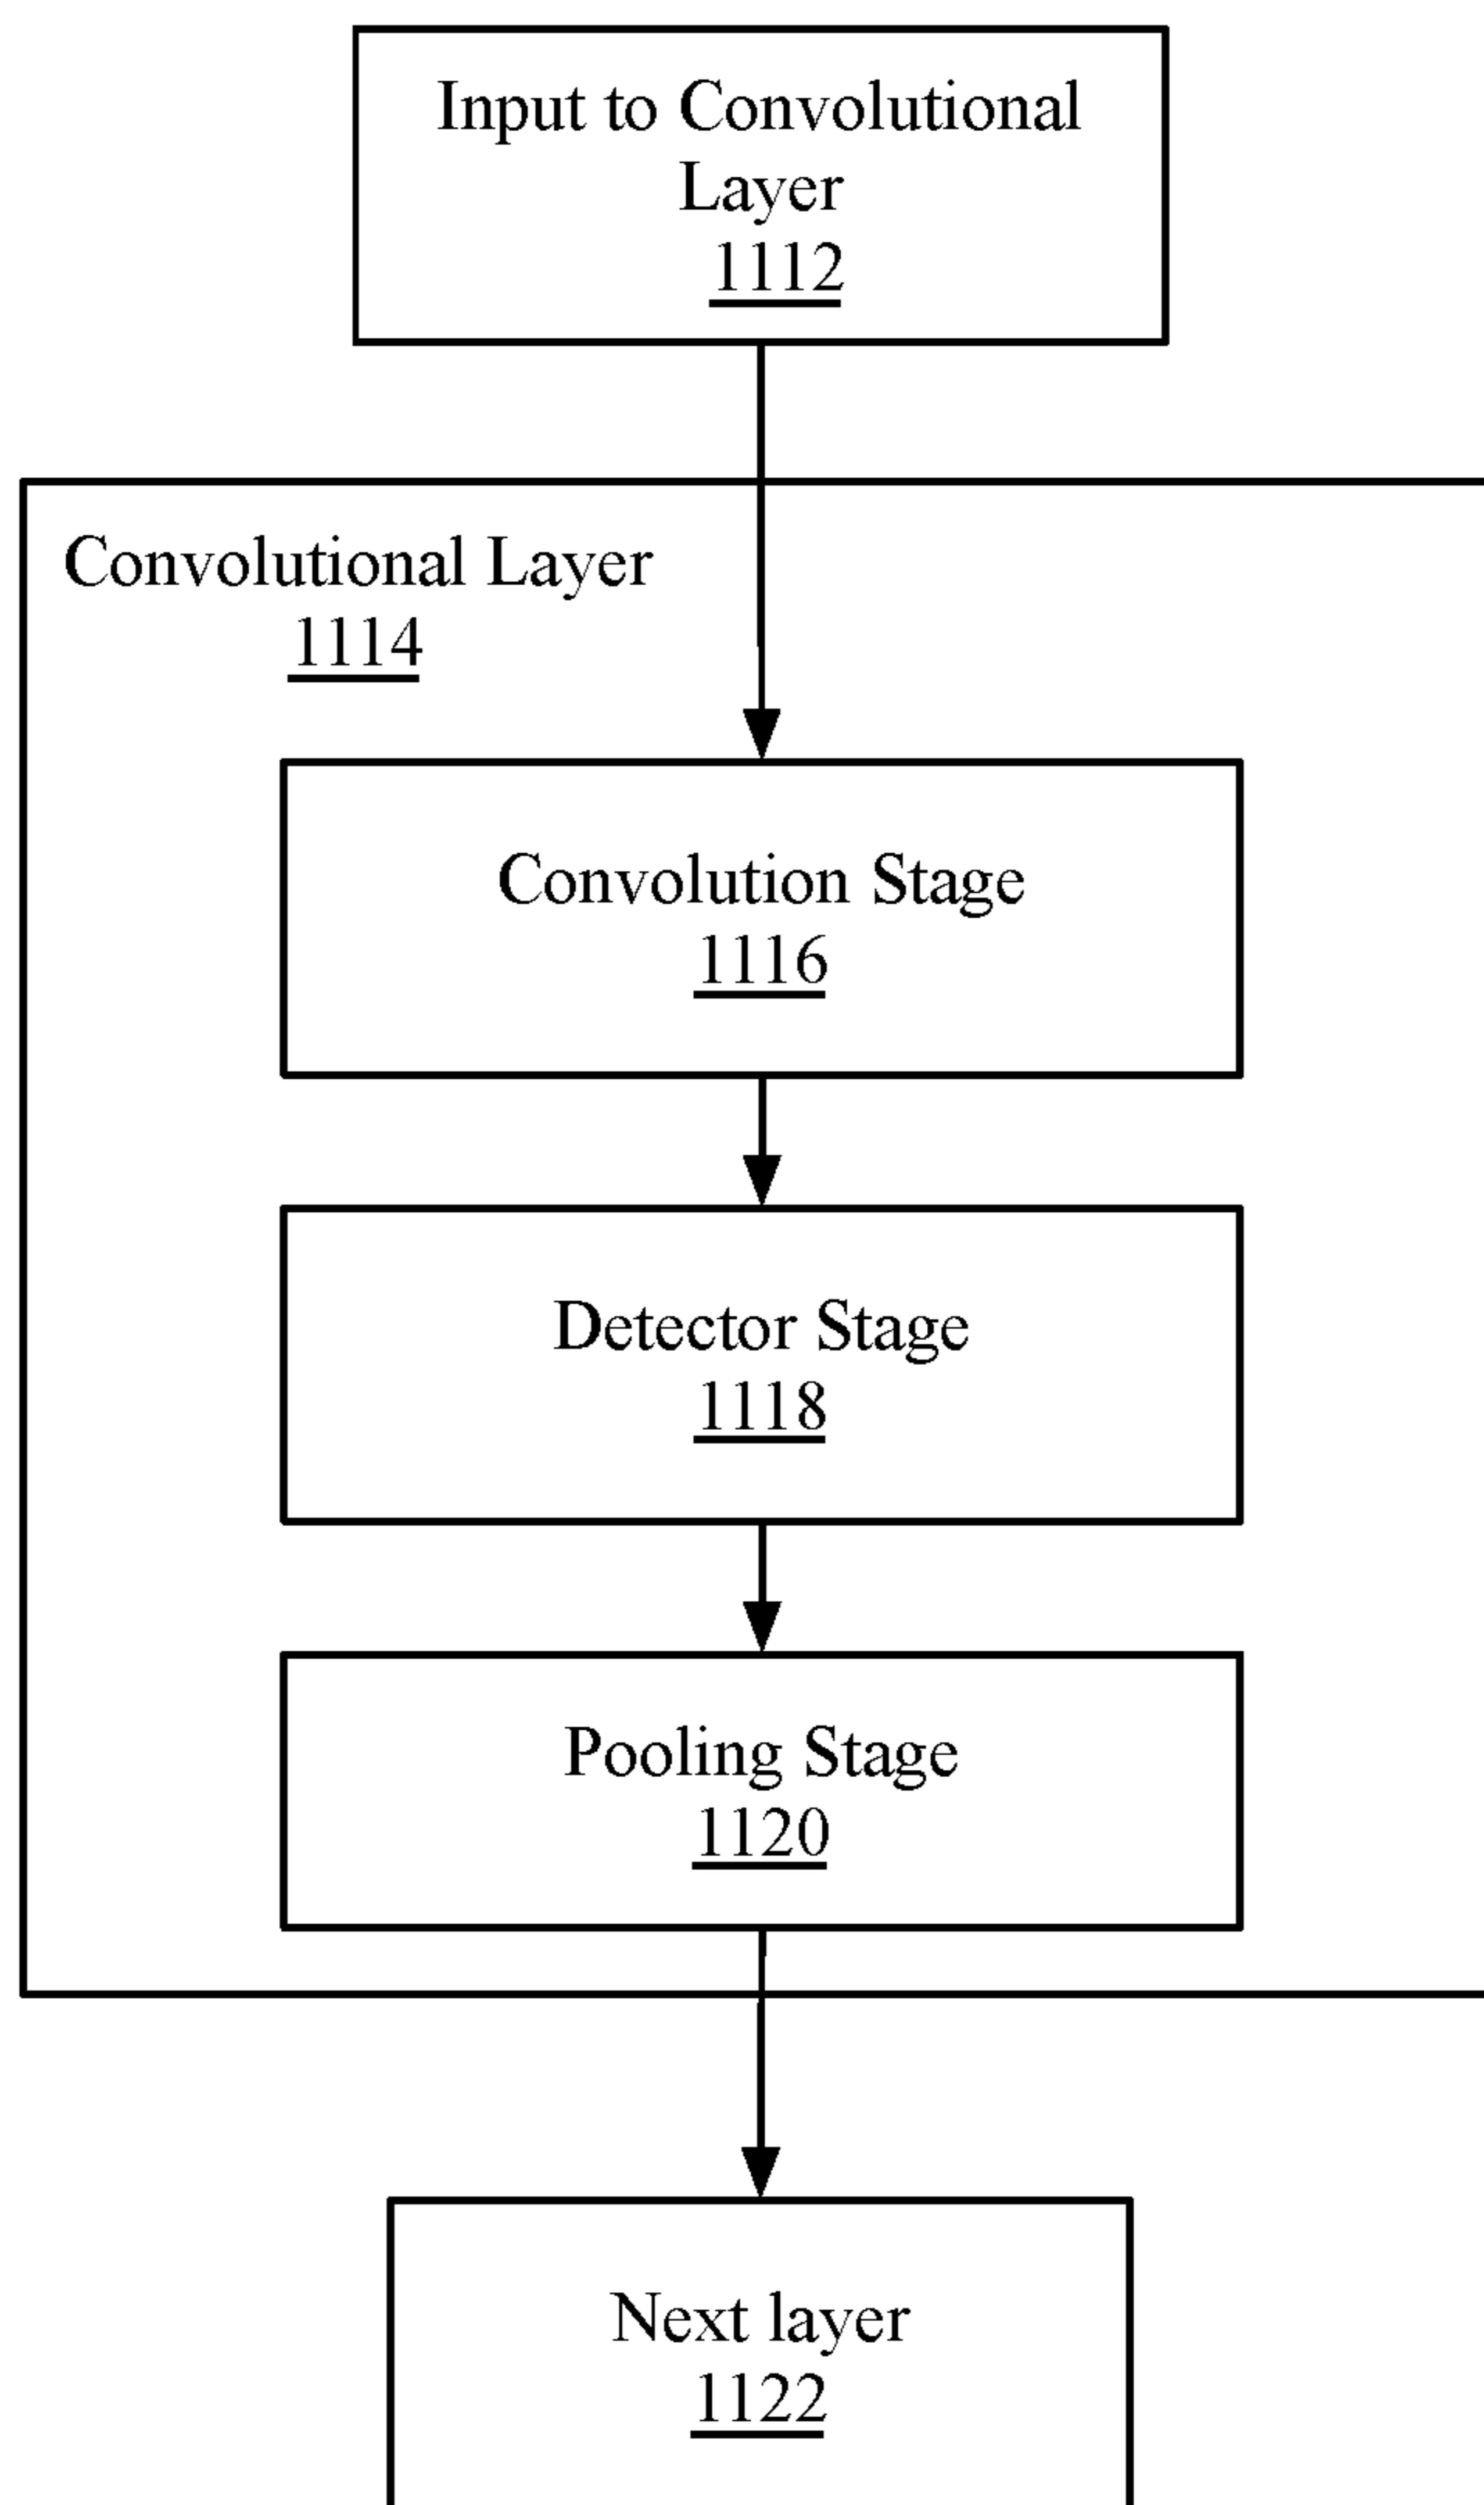 Input to Convolutional
Layer
1112
Convolutional Layer
1114
Convolution Stage
1116
Detector Stage
1118
Pooling Stage
1120
Next layer
1122